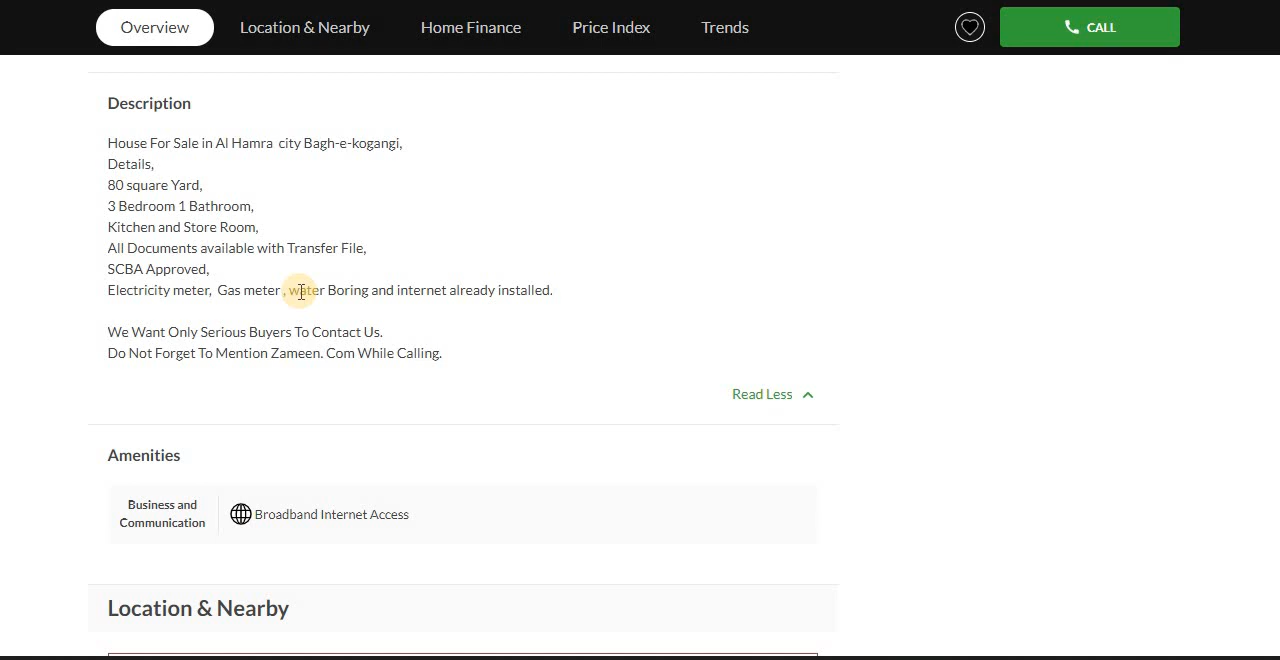 Overview Location & Nearby Home Finance Price Index Trends CALL
Description
House For Sale in Al Hamra city Bagh-e-kogangi,
Details,
80 square Yard,
3 Bedroom 1 Bathroom,
Kitchen and Store Room,
All Documents available with Transfer File,
SCBA Approved,
Electricity meter, Gas meter , water Boring and internet already installed.
We Want Only Serious Buyers To Contact Us.
Do Not Forget To Mention Zameen. Com While Calling.
Read Less
Amenities
Business and
Communication
Broadband Internet Access
Location & Nearby